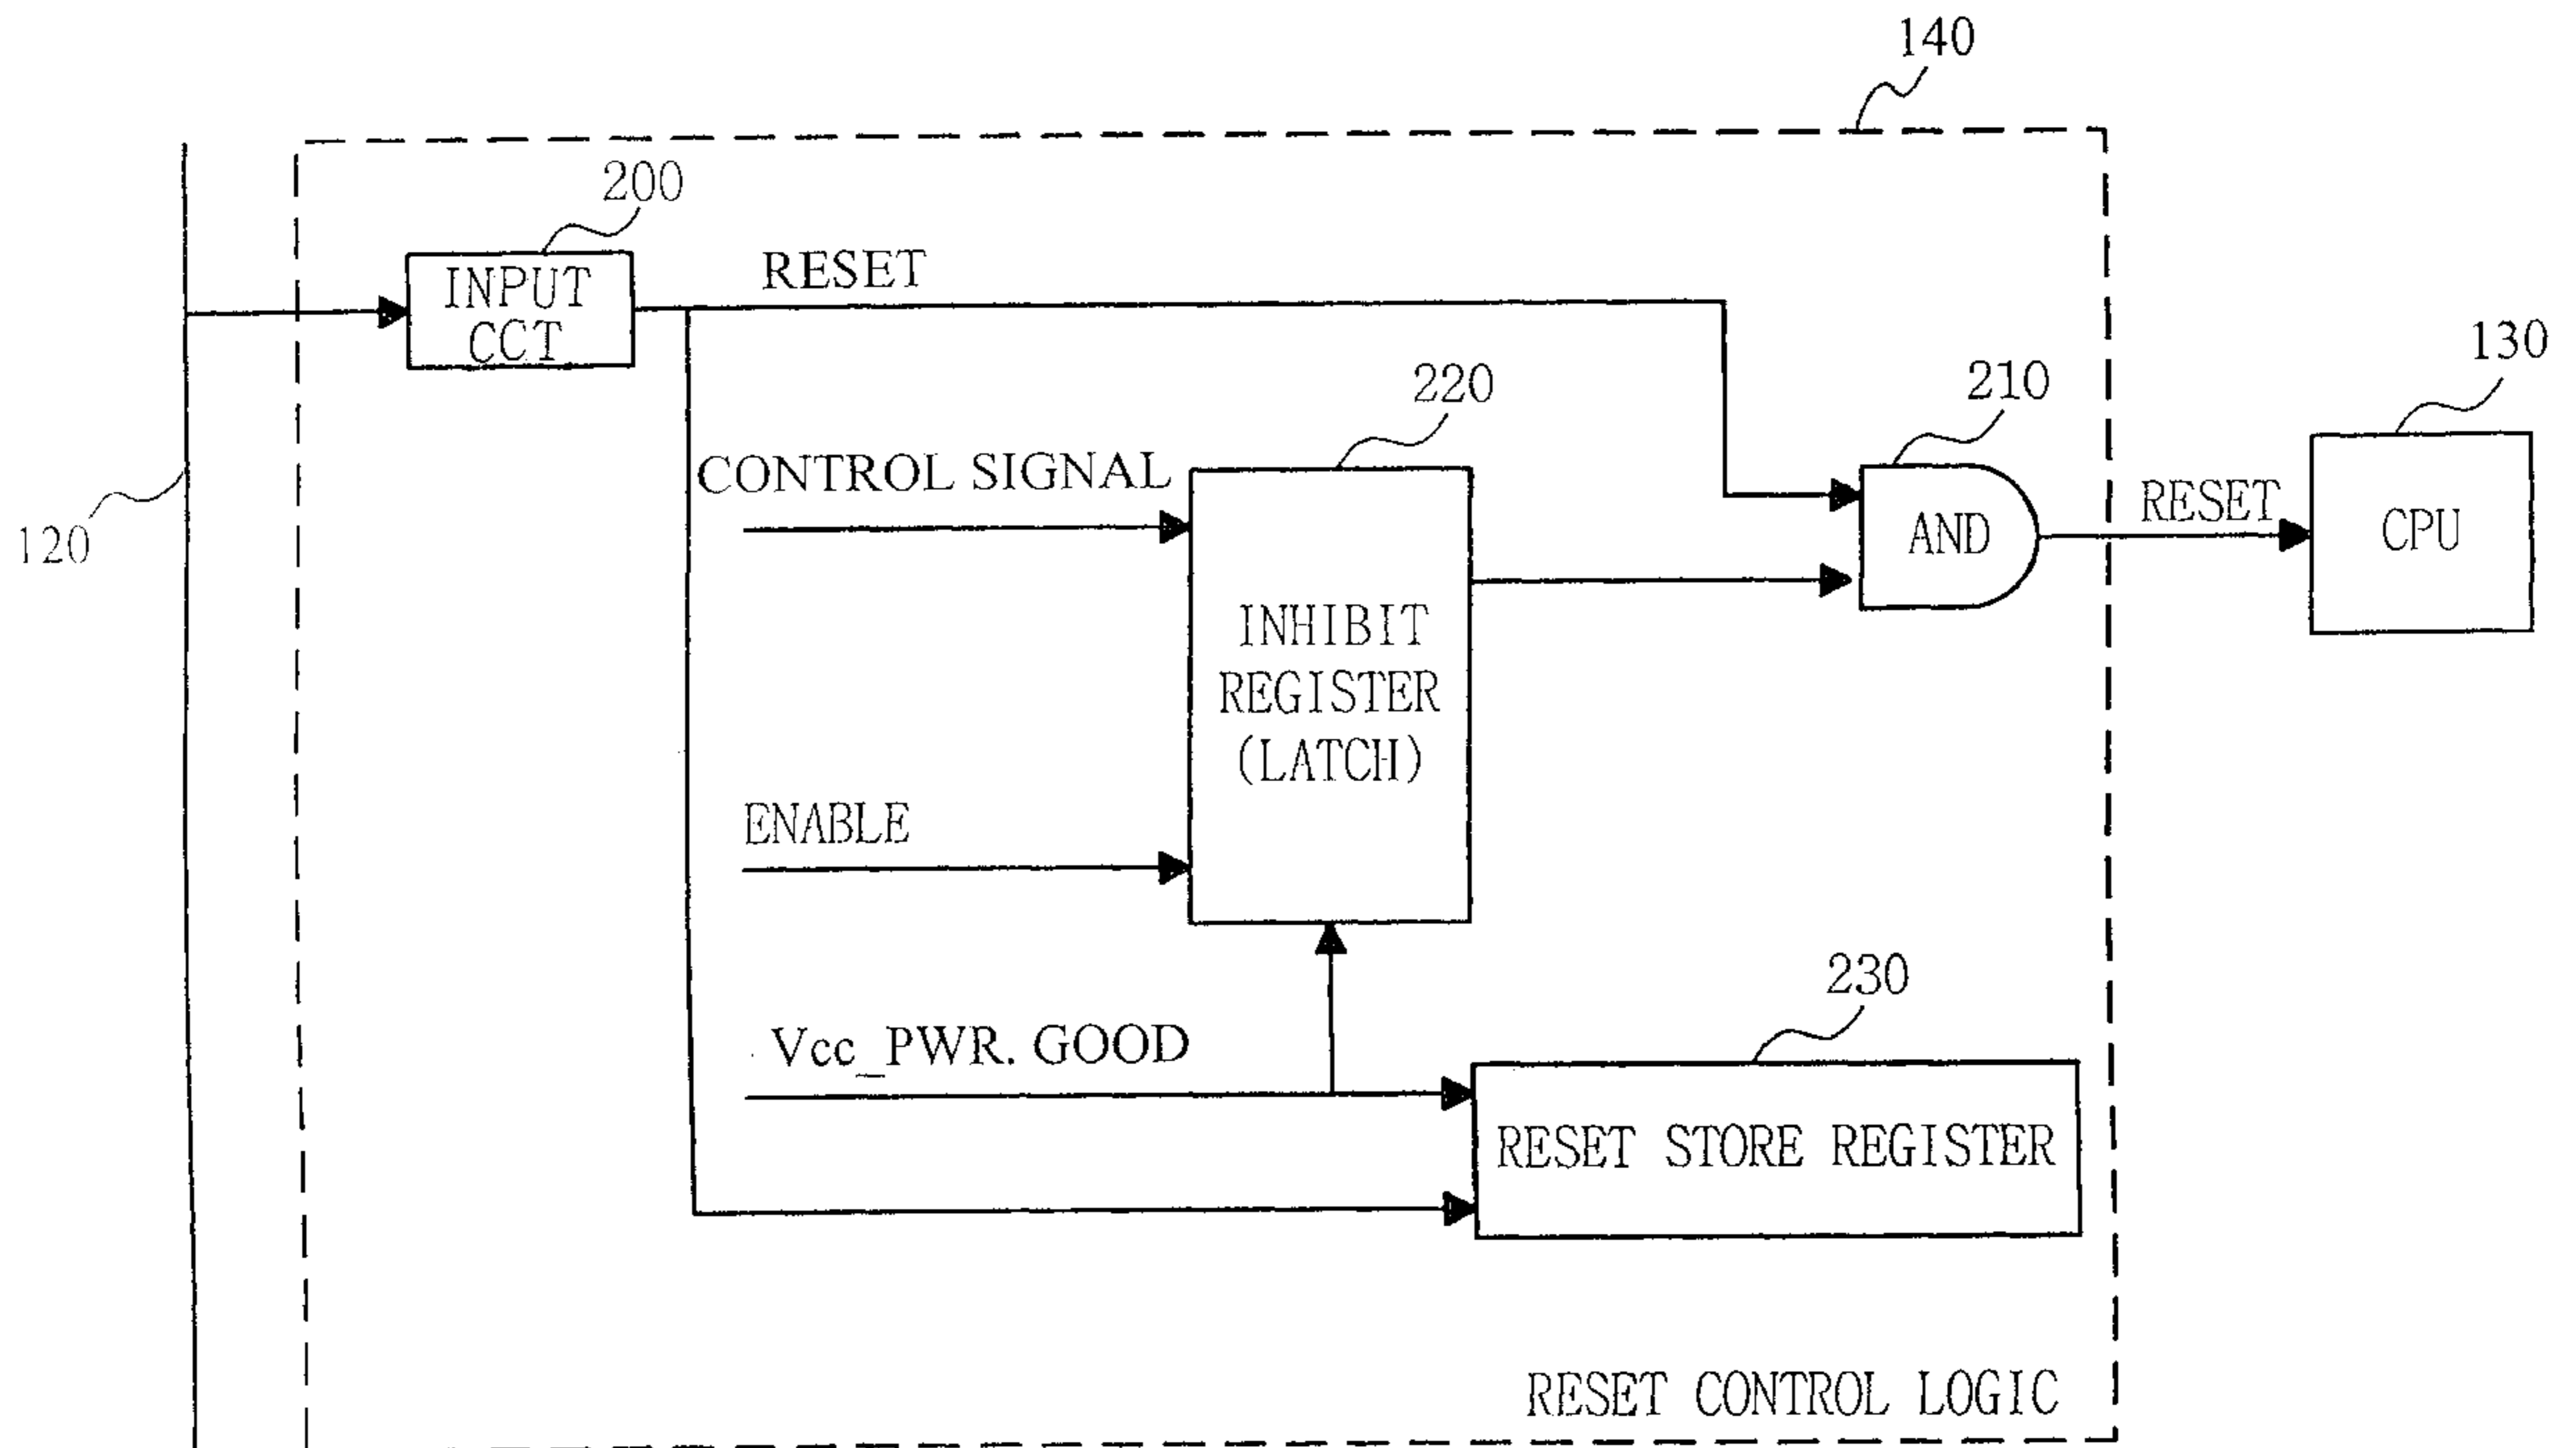 140
200
INPUT
CCT
RESET
130
220
210
CONTROL SIGNAL
RESET
AND
CPU
120
INHIBIT
REGISTER
(LATCH)
ENABLE
230
Vcc_PWR. GOOD
RESET STORE REGISTER
RESET CONTROL LOGIC